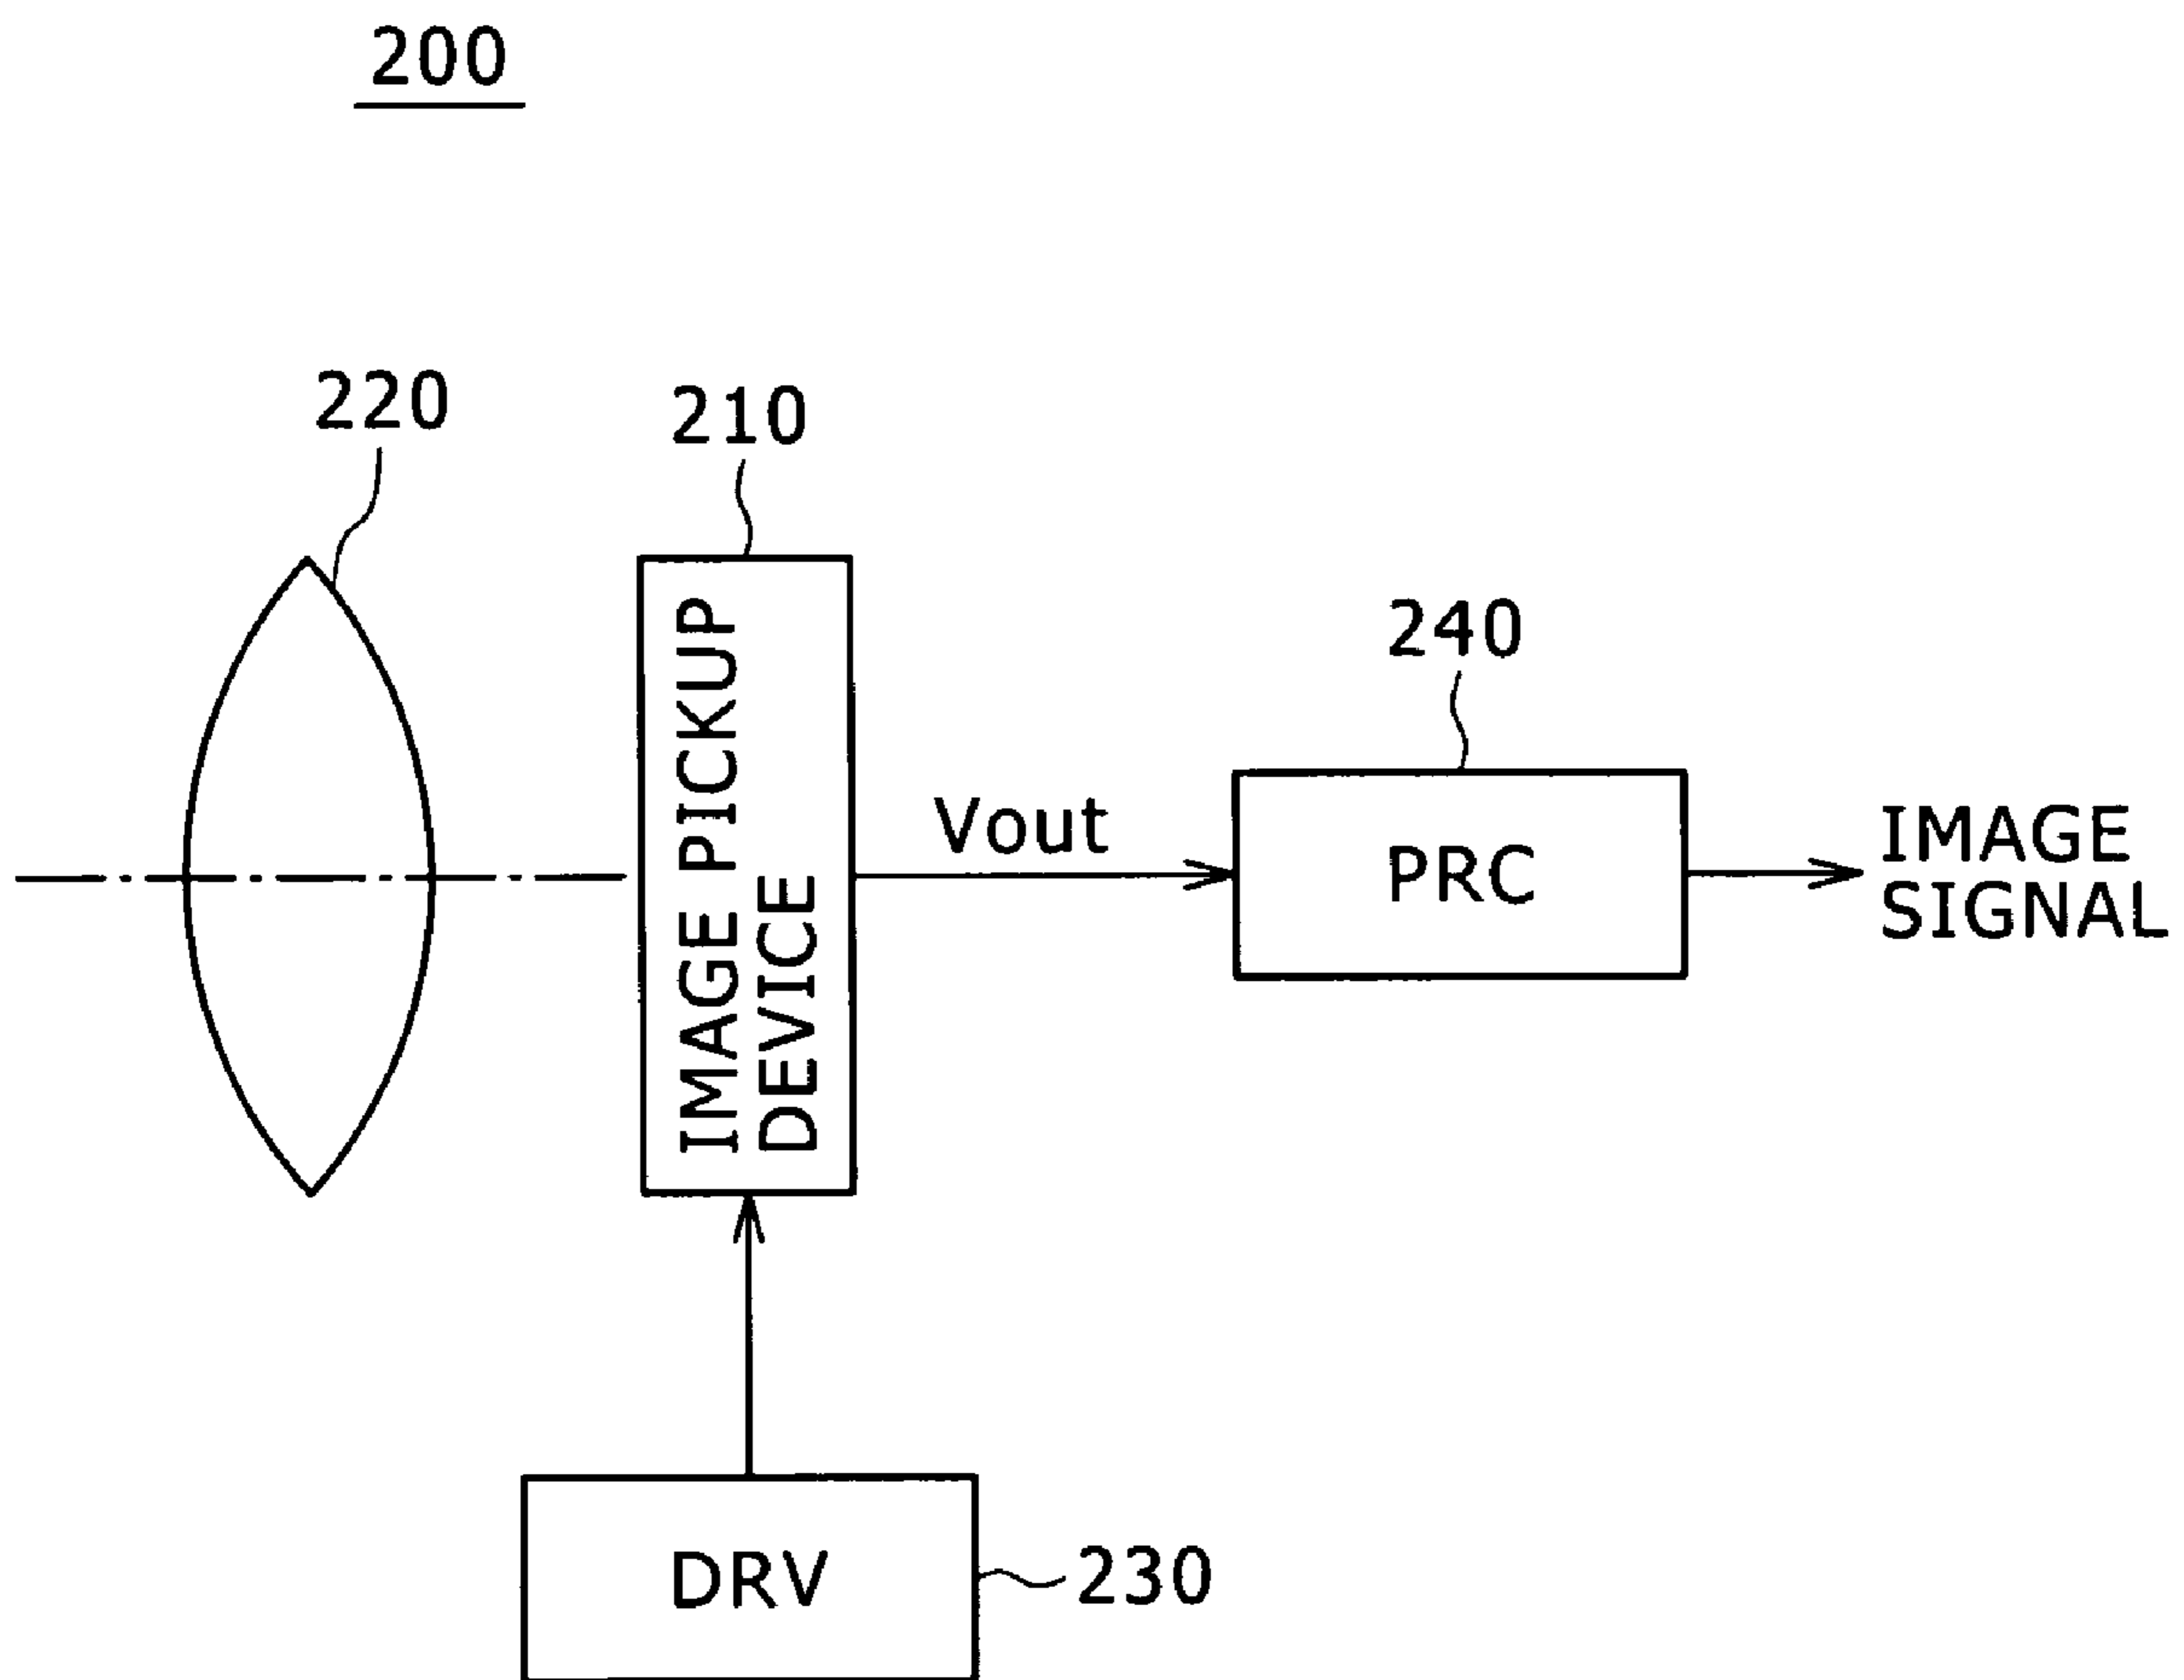 200
220
210
240
IMAGE PICKUP
DEVICE
Vout
PRC
IMAGE
SIGNAL
DRV
230